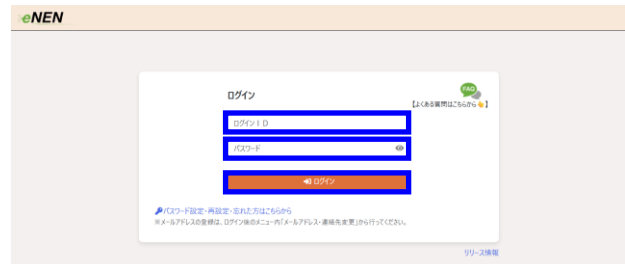 eNEN
ログイン
FAQ
【よくある質問はこちらから👆】
ログインＩＤ
パスワード
ログイン
パスワード設定・再設定・忘れた方はこちらから
※メールアドレスの登録は、ログイン後のメニュー内「メールアドレス・連絡先変更」から行ってください。
リリース情報